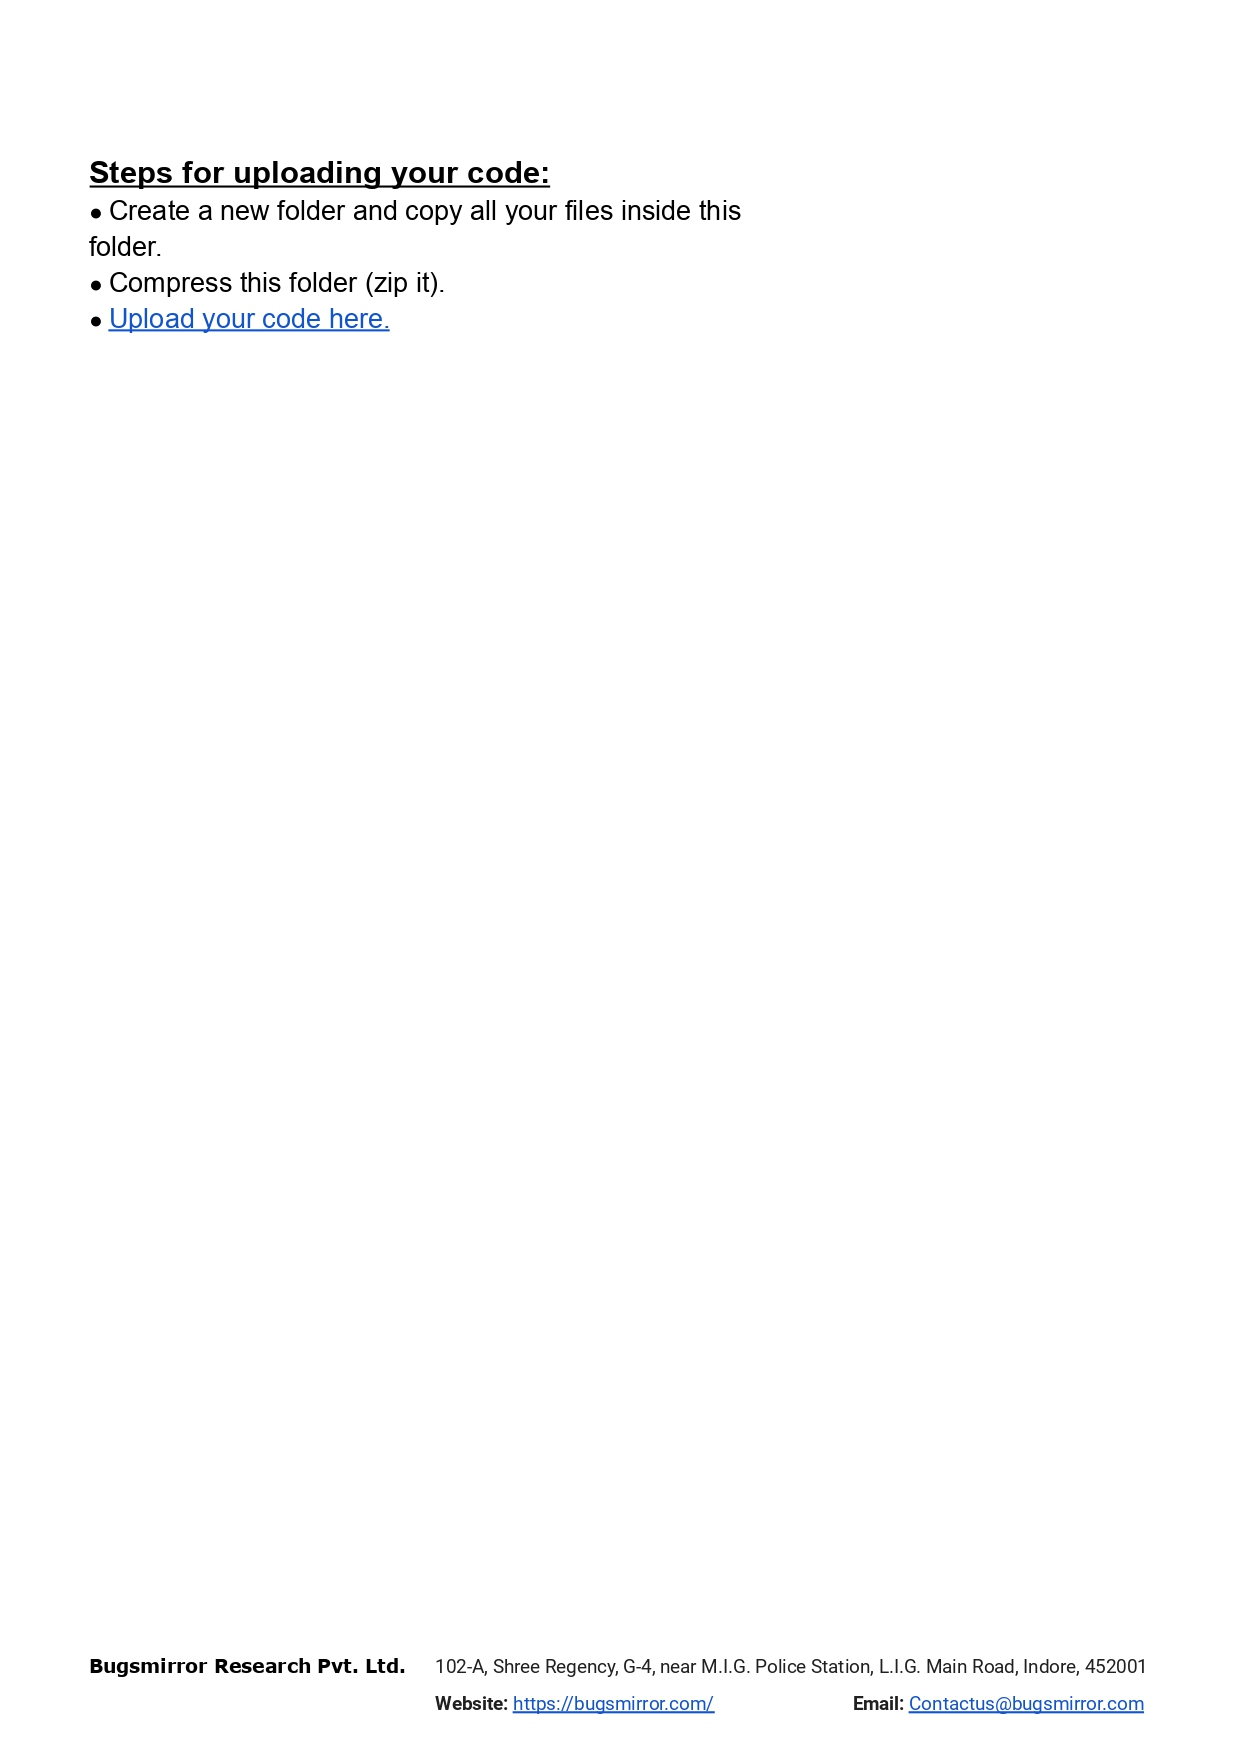 Steps for uploading your code:
● Create a new folder and copy all your files inside this
folder.
● Compress this folder (zip it).
● Upload your code here.
Bugsmirror Research Pvt. Ltd. 102-A, Shree Regency, G-4, near M.I.G. Police Station, L.I.G. Main Road, Indore, 452001
Website: https://bugsmirror.com/ Email: Contactus@bugsmirror.com